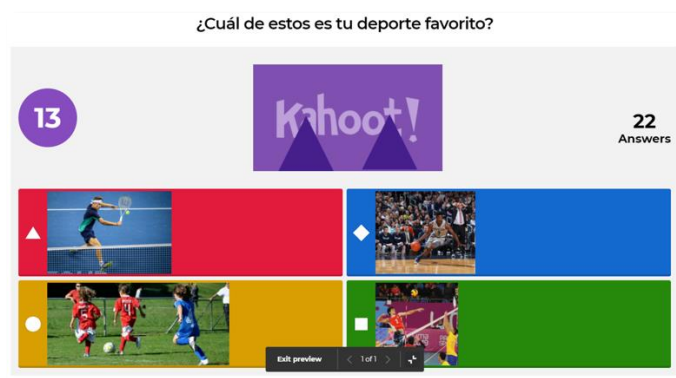 ¿Cuál de estos es tu deporte favorito?
13
Kahoot!
22
Answers
Exit preview
1 of 1